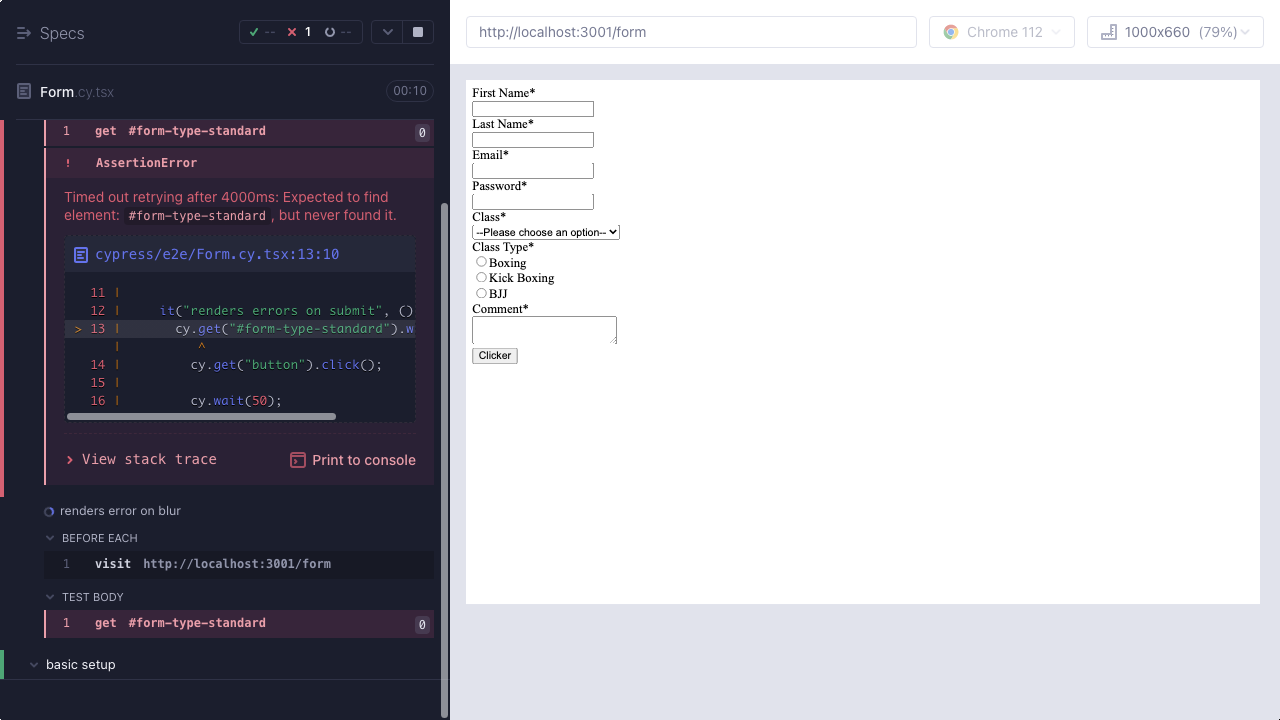 Specs
-- 1 --
Form.cy.tsx 00:10
1 get #form-type-standard 0
! AssertionError
Timed out retrying after 4000ms: Expected to find
element: #form-type-standard, but never found it.
cypress/e2e/Form.cy.tsx:13:10
11 |
12 | it("renders errors on submit", ()
> 13 | cy.get("#form-type-standard").w
| ^
14 | cy.get("button").click();
15 |
16 | cy.wait(50);
> View stack trace Print to console
renders error on blur
BEFORE EACH
1 visit http://localhost:3001/form
TEST BODY
1 get #form-type-standard 0
basic setup
http://localhost:3001/form
Chrome 112
1000x660 (79%)
First Name*
Last Name*
Email*
Password*
Class*
--Please choose an option--
Class Type*
Boxing
Kick Boxing
BJJ
Comment*
Clicker